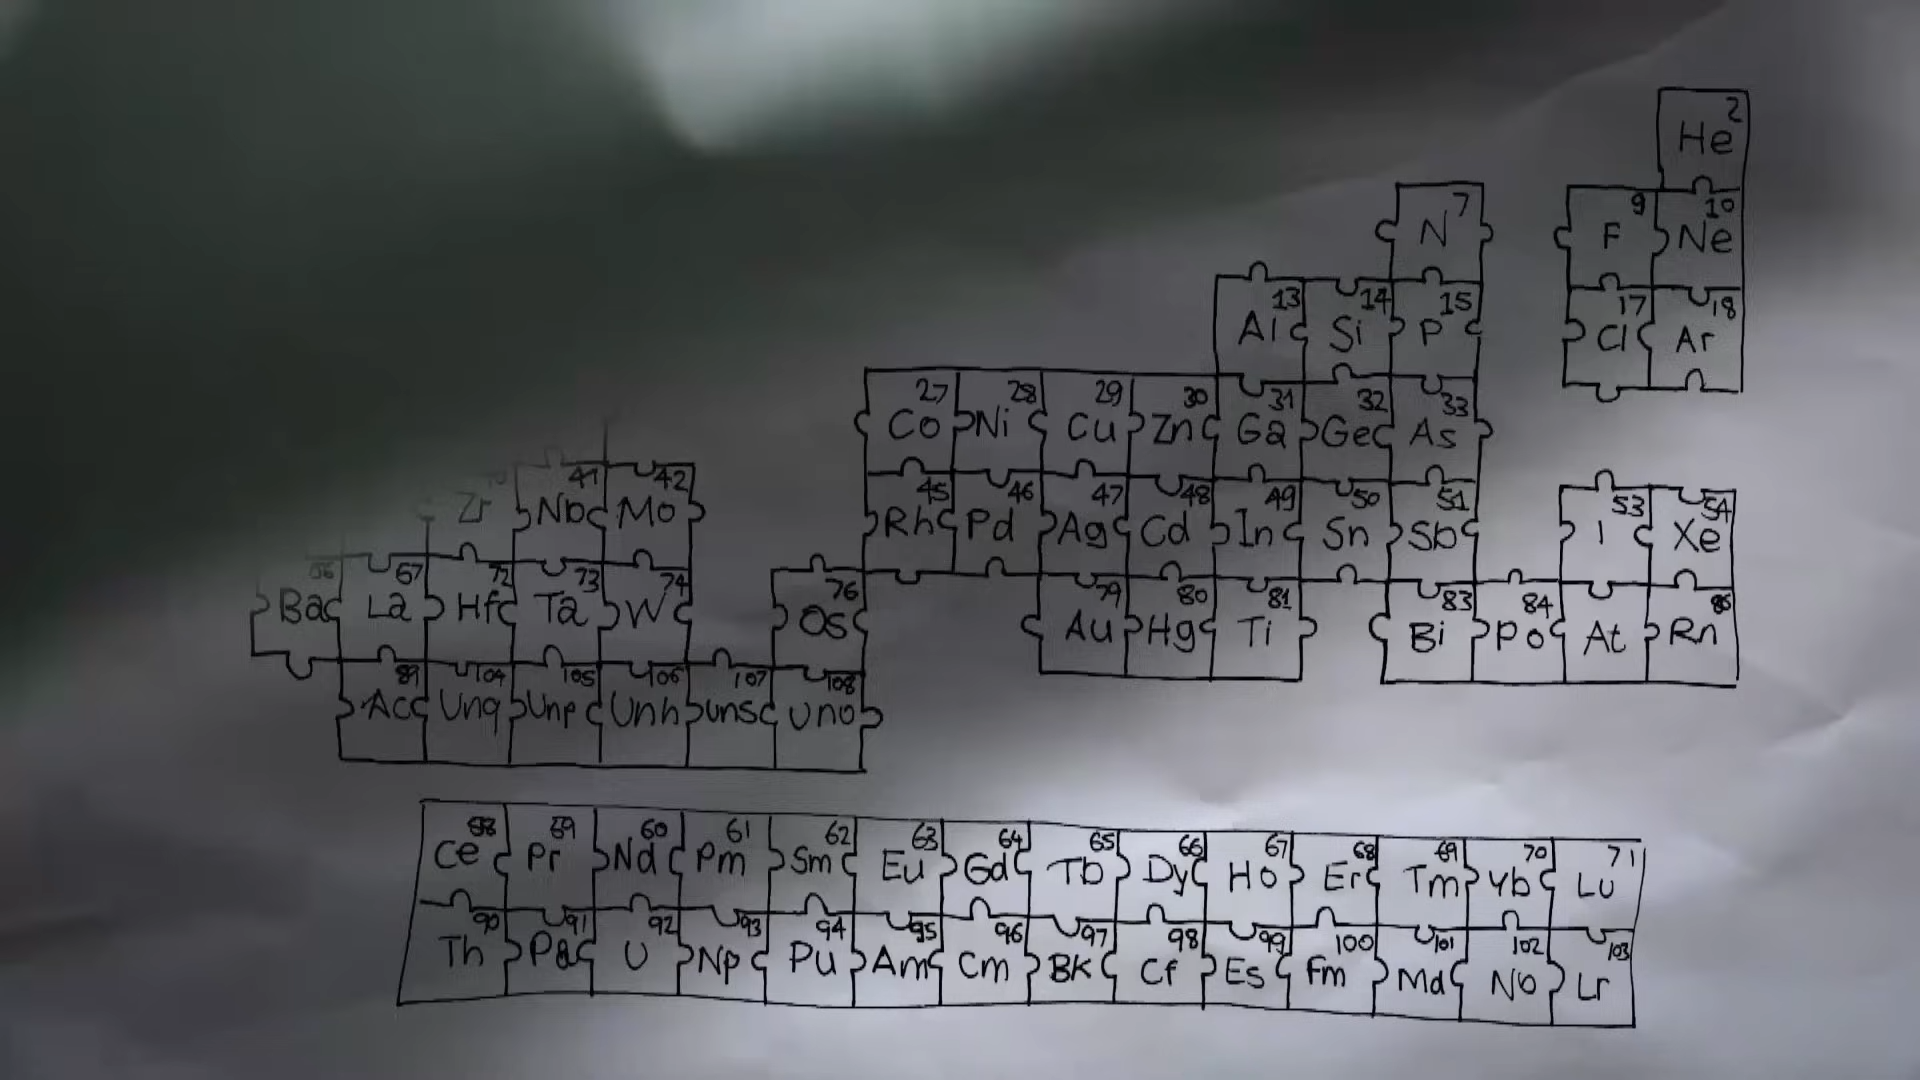 2
He
7 9 10
N F Ne
13 14 15 17 18
Al Si P Cl Ar
27 28 29 30 31 32 33
Co Ni Cu Zn Ga Ge As
41 42 45 46 47 48 49 50 51 53 54
Zr Nb Mo Rh Pd Ag Cd In Sn Sb I Xe
56 57 72 73 74 76 79 80 81 83 84 86
Ba La Hf Ta W Os Au Hg Ti Bi Po At Rn
89 104 105 106 107 108
Ac Unq Unp Unh Uns Uno
58 59 60 61 62 63 64 65 66 67 68 69 70 71
Ce Pr Nd Pm Sm Eu Gd Tb Dy Ho Er Tm Yb Lu
90 91 92 93 94 95 96 97 98 99 100 101 102 103
Th Pa U Np Pu Am Cm BK Cf Es Fm Md No Lr